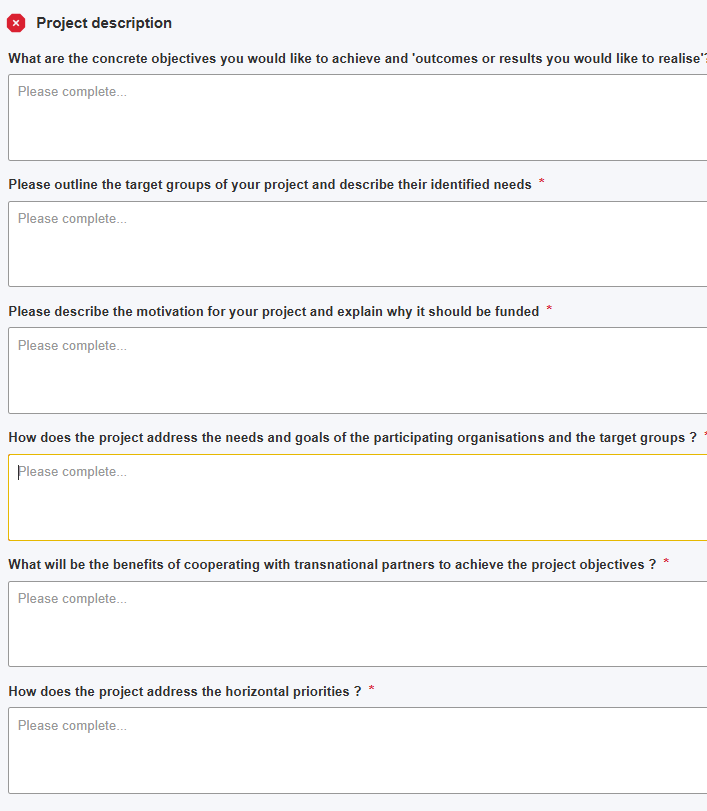 Project description
What are the concrete objectives you would like to achieve and 'outcomes or results you would like to realise'?
Please complete...
Please outline the target groups of your project and describe their identified needs *
Please complete...
Please describe the motivation for your project and explain why it should be funded *
Please complete...
How does the project address the needs and goals of the participating organisations and the target groups ? *
Please complete...
What will be the benefits of cooperating with transnational partners to achieve the project objectives ? *
Please complete...
How does the project address the horizontal priorities ? *
Please complete...